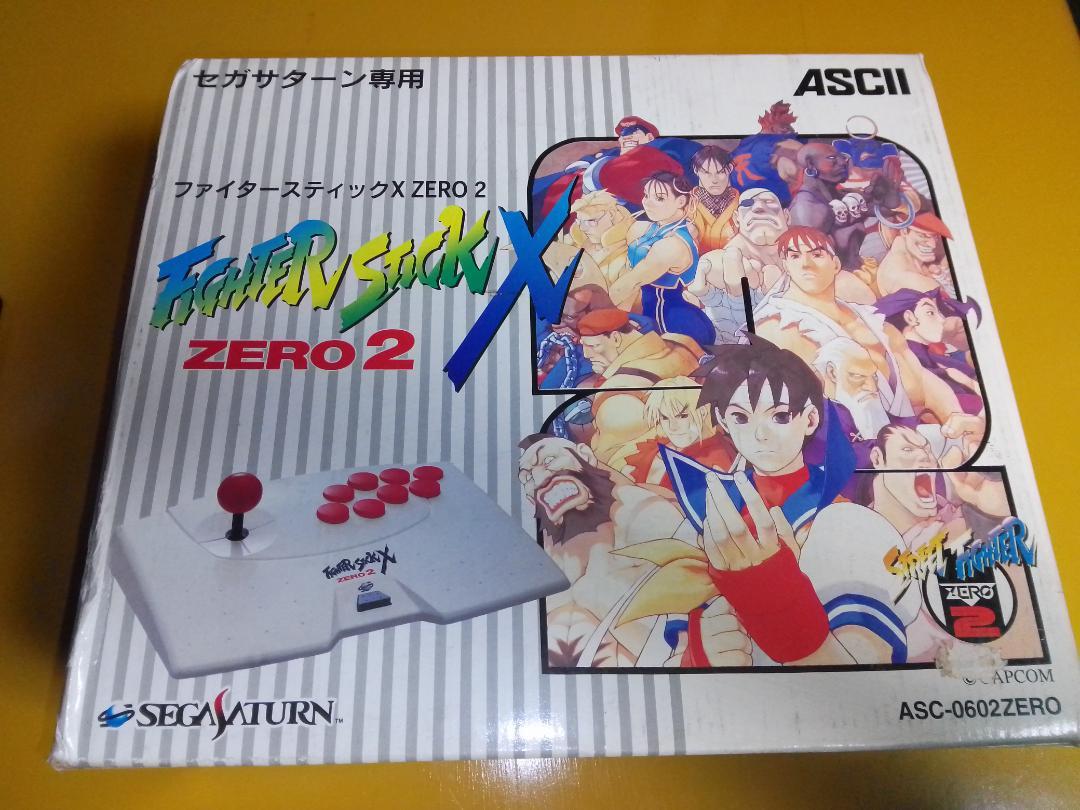 セガサターン専用
ASCII
ファイタースティックX ZERO 2
FIGHTER STICK X
ZERO 2
FIGHTER STICK X
ZERO 2
STREET FIGHTER
ZERO
2
©CAPCOM
SEGA SATURN™
ASC-0602ZERO